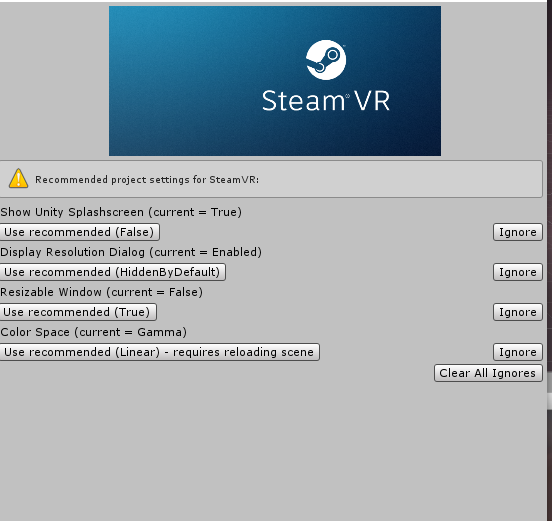 Steam®VR
Recommended project settings for SteamVR:
Show Unity Splashscreen (current = True)
Use recommended (False) Ignore
Display Resolution Dialog (current = Enabled)
Use recommended (HiddenByDefault) Ignore
Resizable Window (current = False)
Use recommended (True) Ignore
Color Space (current = Gamma)
Use recommended (Linear) - requires reloading scene Ignore
Clear All Ignores